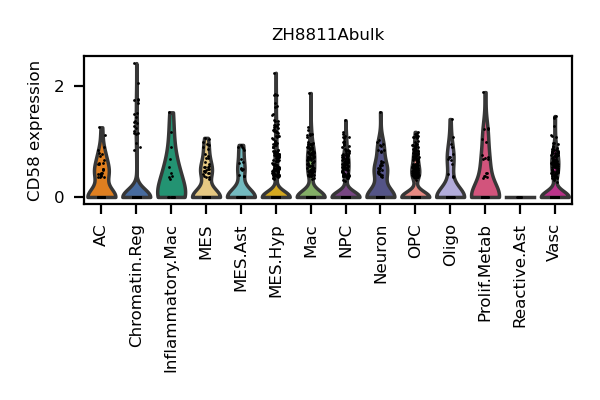 ZH8811Abulk
CD58 expression
2
0
AC
Chromatin.Reg
Inflammatory.Mac
MES
MES.Ast
MES.Hyp
Mac
NPC
Neuron
OPC
Oligo
Prolif.Metab
Reactive.Ast
Vasc